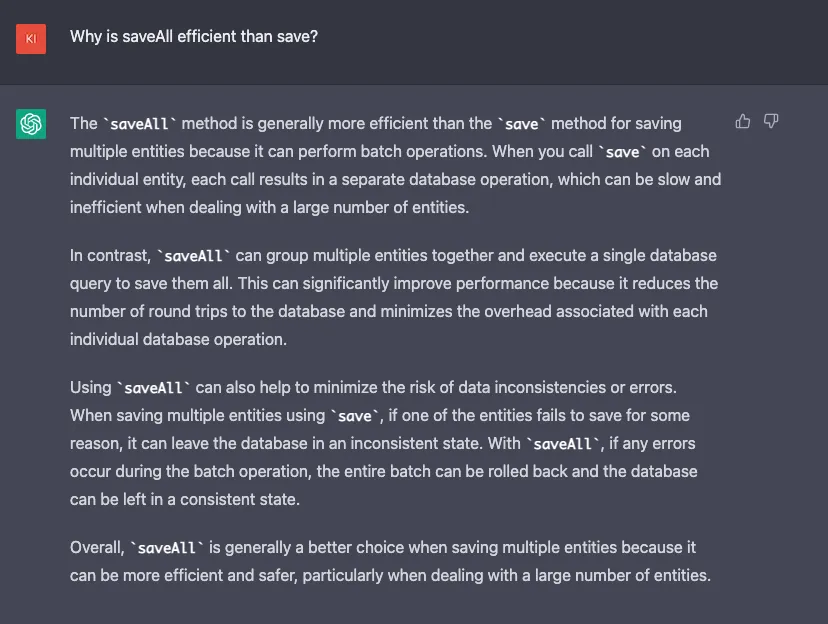 KI
Why is saveAll efficient than save?
The `saveAll` method is generally more efficient than the `save` method for saving
multiple entities because it can perform batch operations. When you call `save` on each
individual entity, each call results in a separate database operation, which can be slow and
inefficient when dealing with a large number of entities.
In contrast, `saveAll` can group multiple entities together and execute a single database
query to save them all. This can significantly improve performance because it reduces the
number of round trips to the database and minimizes the overhead associated with each
individual database operation.
Using `saveAll` can also help to minimize the risk of data inconsistencies or errors.
When saving multiple entities using `save`, if one of the entities fails to save for some
reason, it can leave the database in an inconsistent state. With `saveAll`, if any errors
occur during the batch operation, the entire batch can be rolled back and the database
can be left in a consistent state.
Overall, `saveAll` is generally a better choice when saving multiple entities because it
can be more efficient and safer, particularly when dealing with a large number of entities.